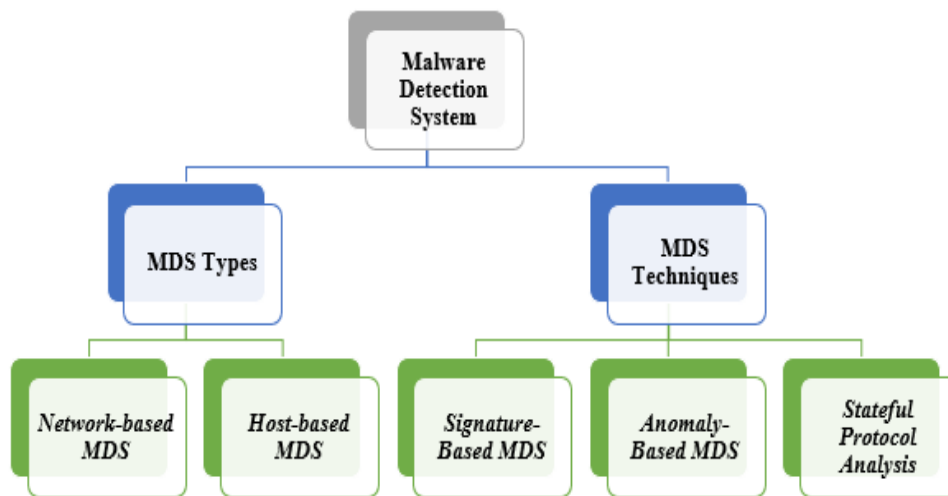 Malware
Detection
System
MDS Types
MDS
Techniques
Network-based
MDS
Host-based
MDS
Signature-
Based MDS
Anomaly-
Based MDS
Stateful
Protocol
Analysis